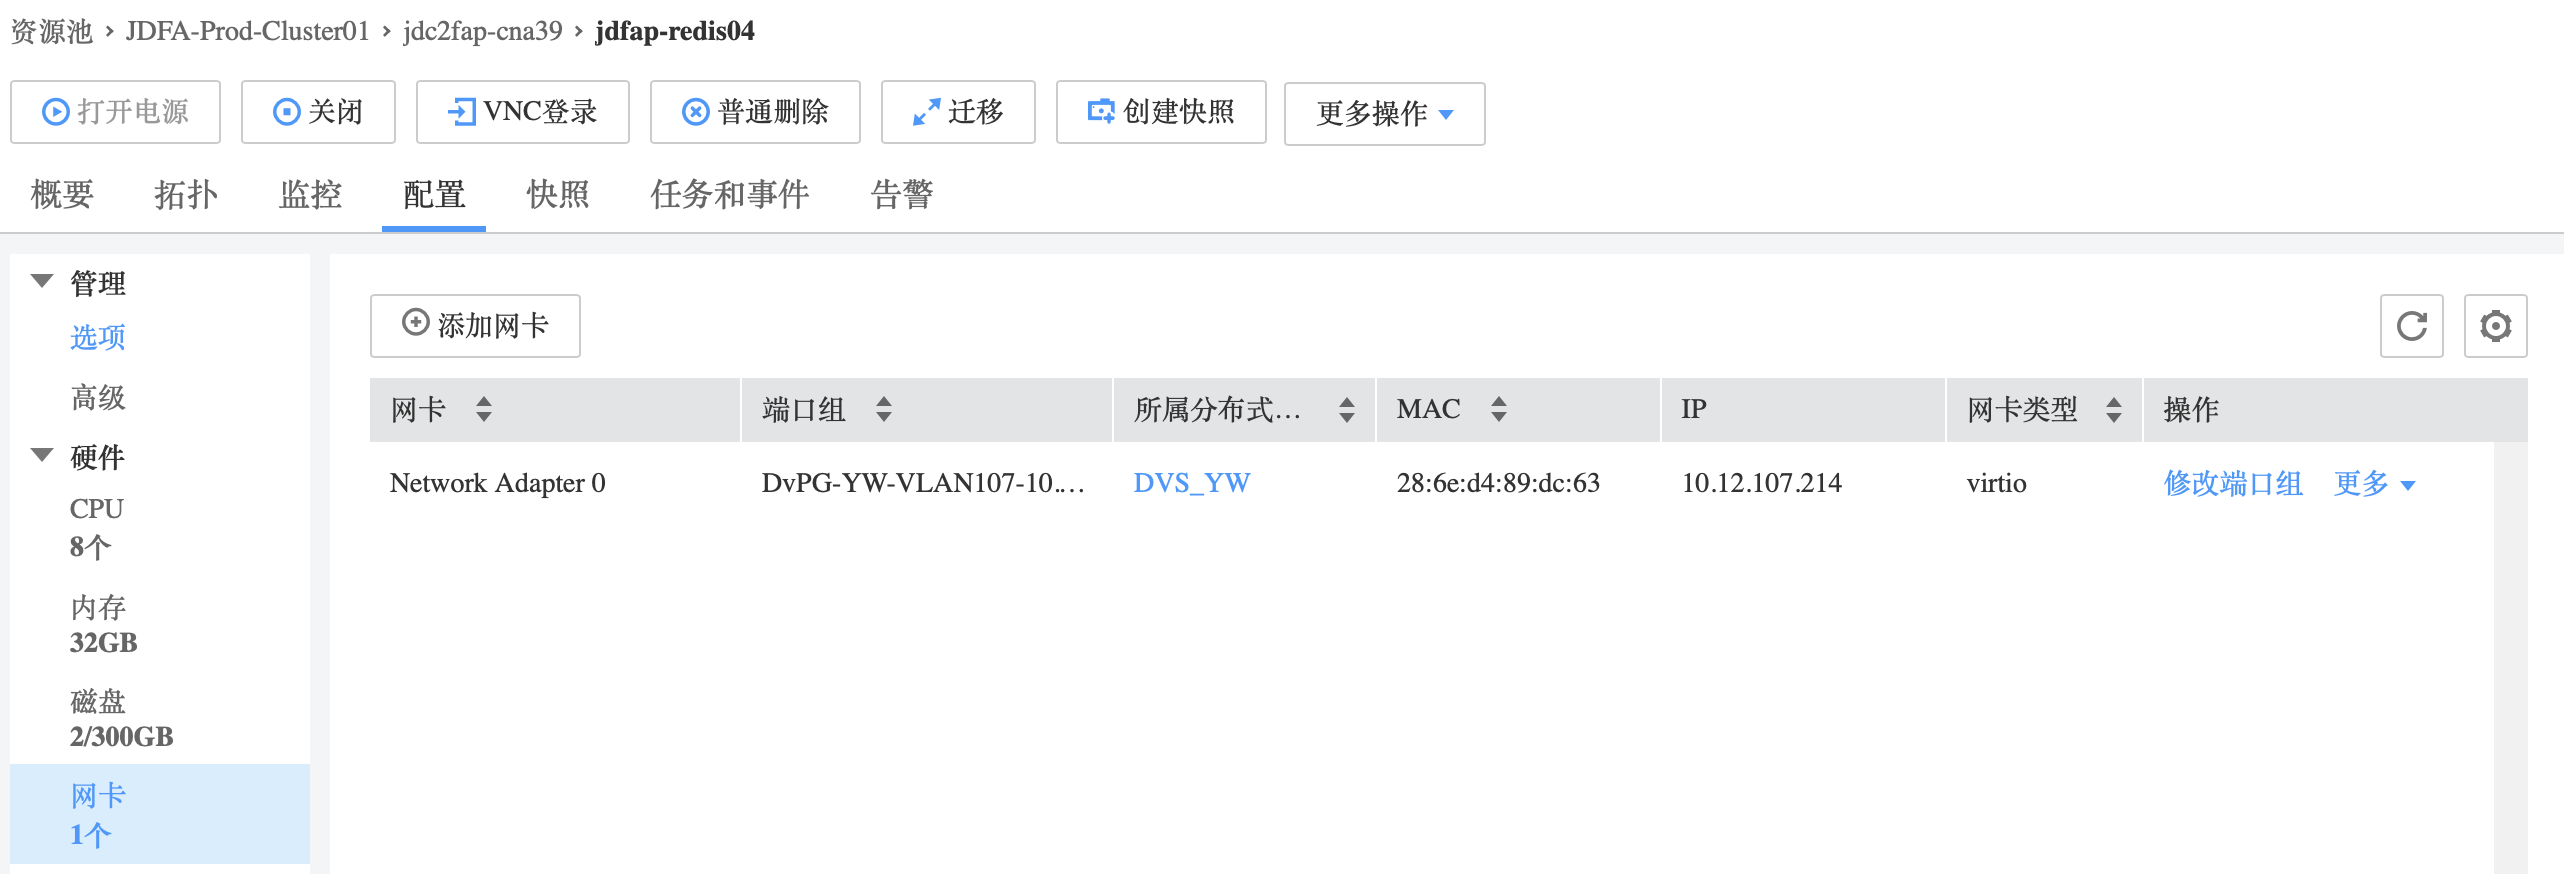 资源池 › JDFA-Prod-Cluster01 › jdc2fap-cna39 › jdfap-redis04
打开电源 关闭 VNC登录 普通删除 迁移 创建快照 更多操作
概要 拓扑 监控 配置 快照 任务和事件 告警
管理
选项
高级
硬件
CPU
8个
内存
32GB
磁盘
2/300GB
网卡
1个
添加网卡
网卡 端口组 所属分布式... MAC IP 网卡类型 操作
Network Adapter 0 DvPG-YW-VLAN107-10.... DVS_YW 28:6e:d4:89:dc:63 10.12.107.214 virtio 修改端口组 更多